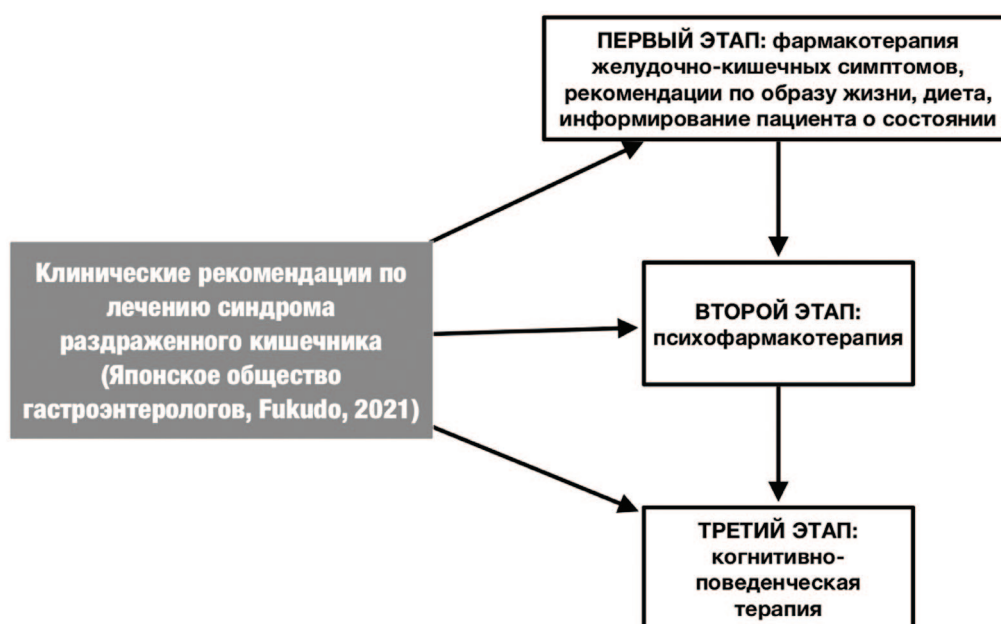 ПЕРВЫЙ ЭТАП: фармакотерапия
желудочно-кишечных симптомов,
рекомендации по образу жизни, диета,
информирование пациента о состоянии
Клинические рекомендации по
лечению синдрома
раздраженного кишечника
(Японское общество
гастроэнтерологов, Fukudo, 2021)
ВТОРОЙ ЭТАП:
психофармакотерапия
ТРЕТИЙ ЭТАП:
когнитивно-
поведенческая
терапия